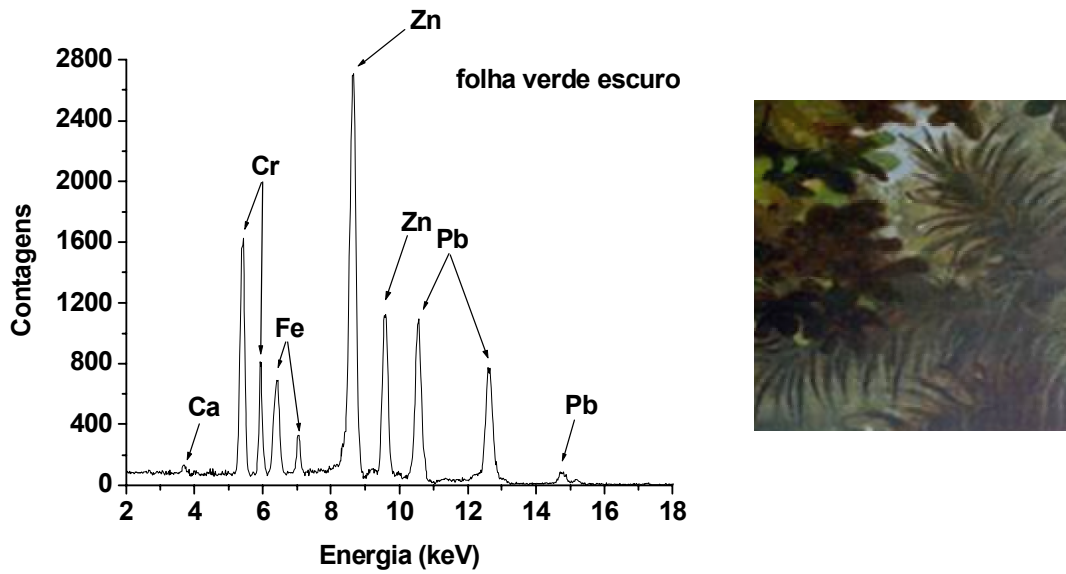 Zn
2800
folha verde escuro
2400
Cr
2000
1600
Zn
Pb
1200
Fe
800
Ca
Pb
400
0
2 4 6 8 10 12 14 16 18
Contagens
Energia (keV)